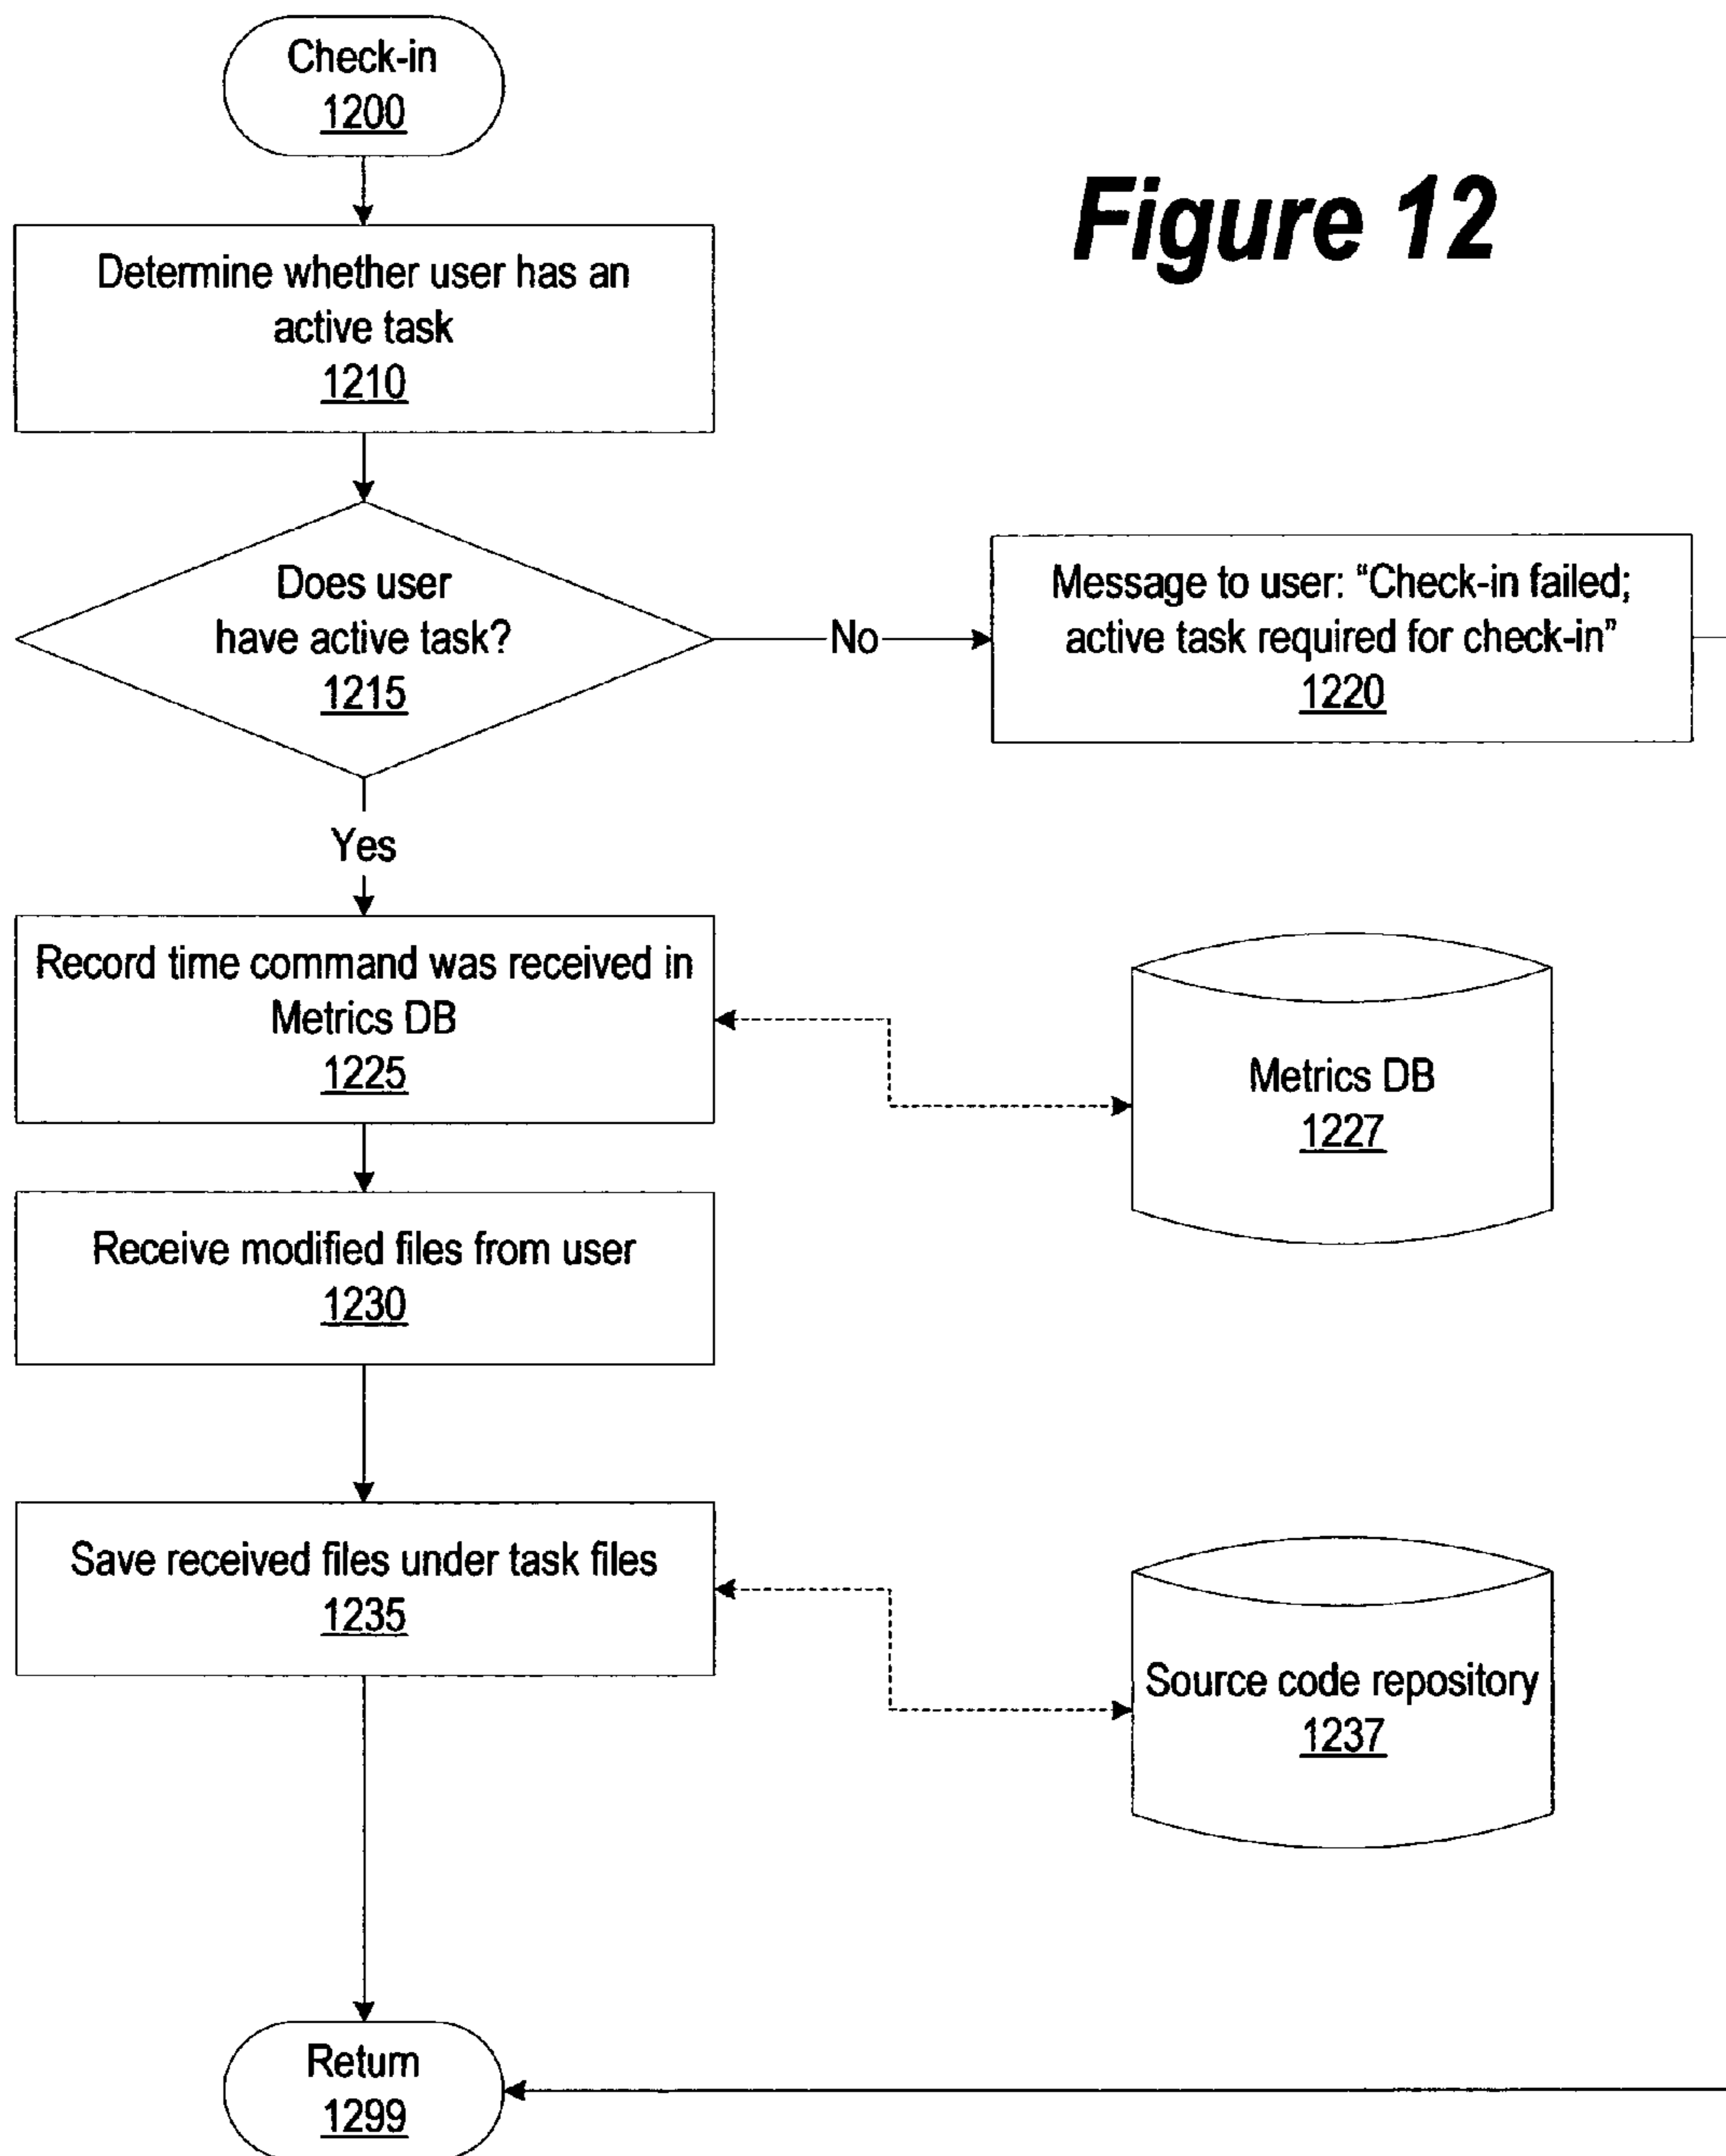 Check-in
1200
Figure 12
Determine whether user has an
active task
1210
Does user
have active task?
1215
No
Message to user: “Check-in failed;
active task required for check-in”
1220
Yes
Record time command was received in
Metrics DB
1225
Metrics DB
1227
Receive modified files from user
1230
Save received files under task files
1235
Source code repository
1237
Return
1299